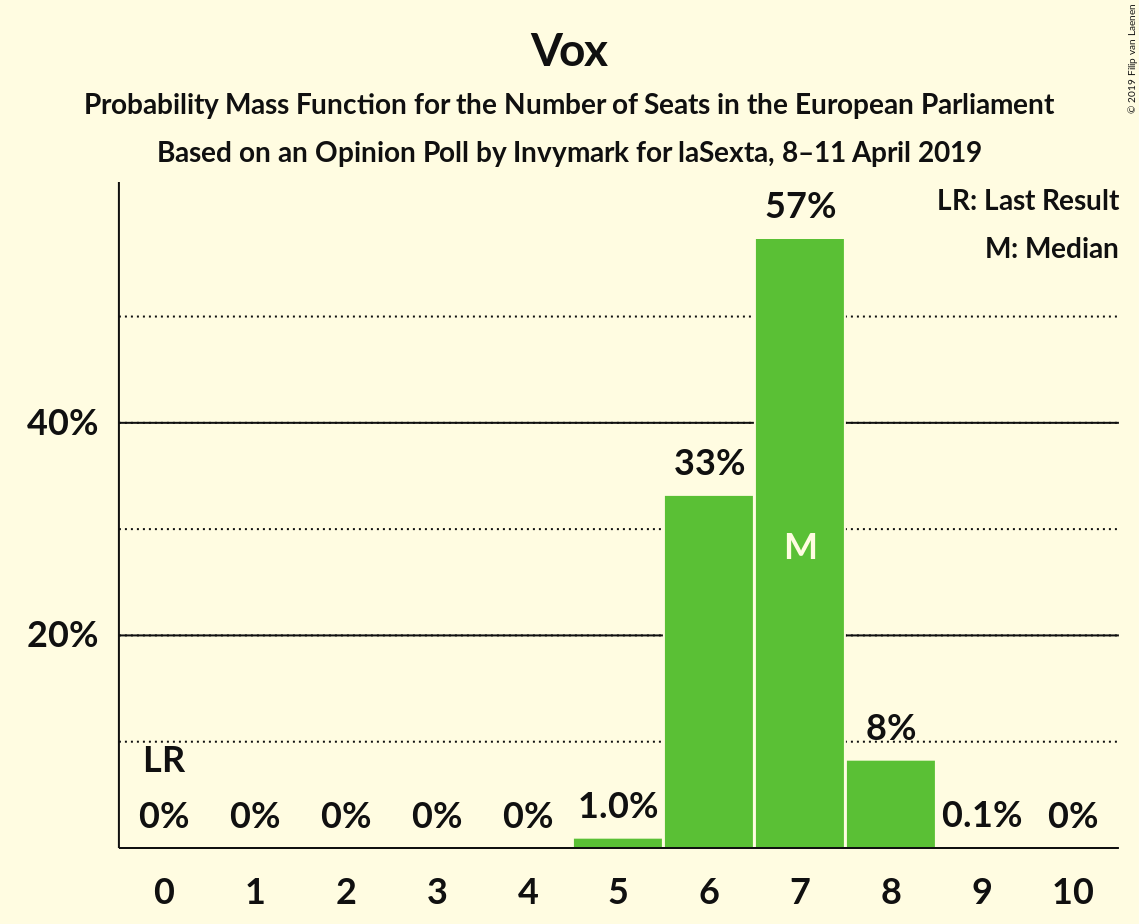 Vox
Probability Mass Function for the Number of Seats in the European Parliament
Based on an Opinion Poll by Invymark for laSexta, 8–11 April 2019
© 2019 Filip van Laenen
LR: Last Result
M: Median
57%
40%
33%
M
20%
8%
LR
0% 0% 0% 0% 0% 1.0% 0.1% 0%
0 1 2 3 4 5 6 7 8 9 10